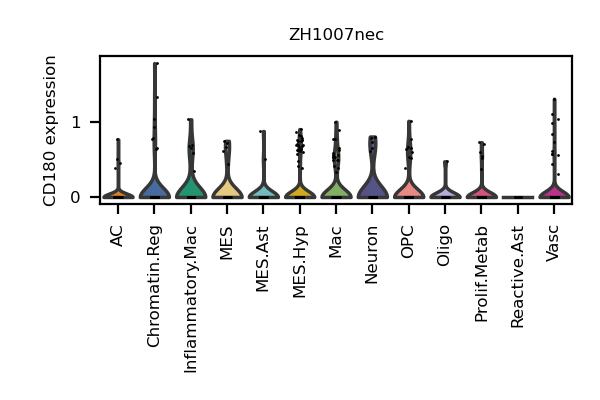 ZH1007nec
CD180 expression
1
0
AC
Chromatin.Reg
Inflammatory.Mac
MES
MES.Ast
MES.Hyp
Mac
Neuron
OPC
Oligo
Prolif.Metab
Reactive.Ast
Vasc